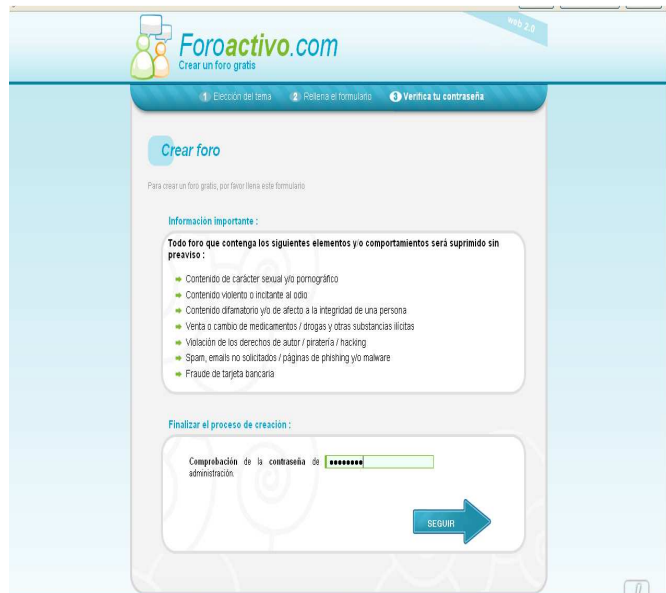 web 2.0
Foroactivo.com
Crear un foro gratis
1 Elección del tema 2 Rellena el formulario 3 Verifica tu contraseña
Crear foro
Para crear un foro gratis, por favor llena este formulario
Información importante :
Todo foro que contenga los siguientes elementos y/o comportamientos será suprimido sin
preaviso :
Contenido de carácter sexual y/o pornográfico
Contenido violento o incitante al odio
Contenido difamatorio y/o de afecto a la integridad de una persona
Venta o cambio de medicamentos / drogas y otras substancias ilícitas
Violación de los derechos de autor / piratería / hacking
Spam, emails no solicitados / páginas de phishing y/o malware
Fraude de tarjeta bancaria
Finalizar el proceso de creación :
Comprobación de la contraseña de ••••••••
administración.
SEGUIR